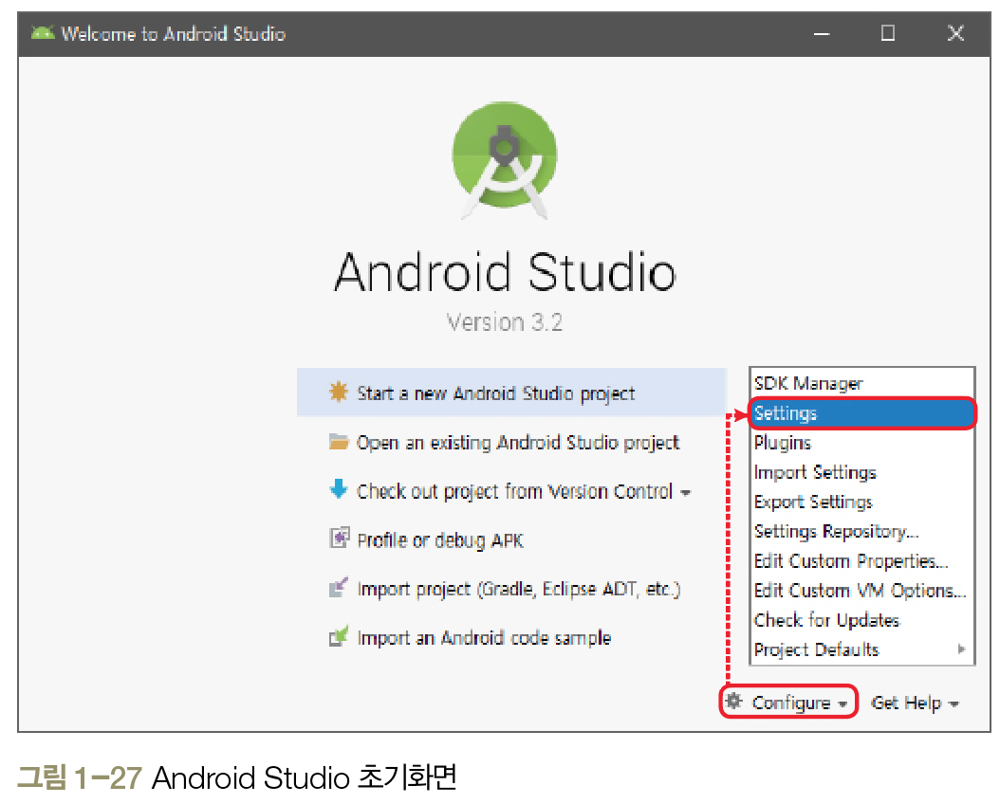 Welcome to Android Studio
Android Studio
Version 3.2
Start a new Android Studio project
Open an existing Android Studio project
Check out project from Version Control
Profile or debug APK
Import project (Gradle, Eclipse ADT, etc.)
Import an Android code sample
SDK Manager
Settings
Plugins
Import Settings
Export Settings
Settings Repository...
Edit Custom Properties...
Edit Custom VM Options...
Check for Updates
Project Defaults
Configure Get Help
그림 1-27 Android Studio 초기화면